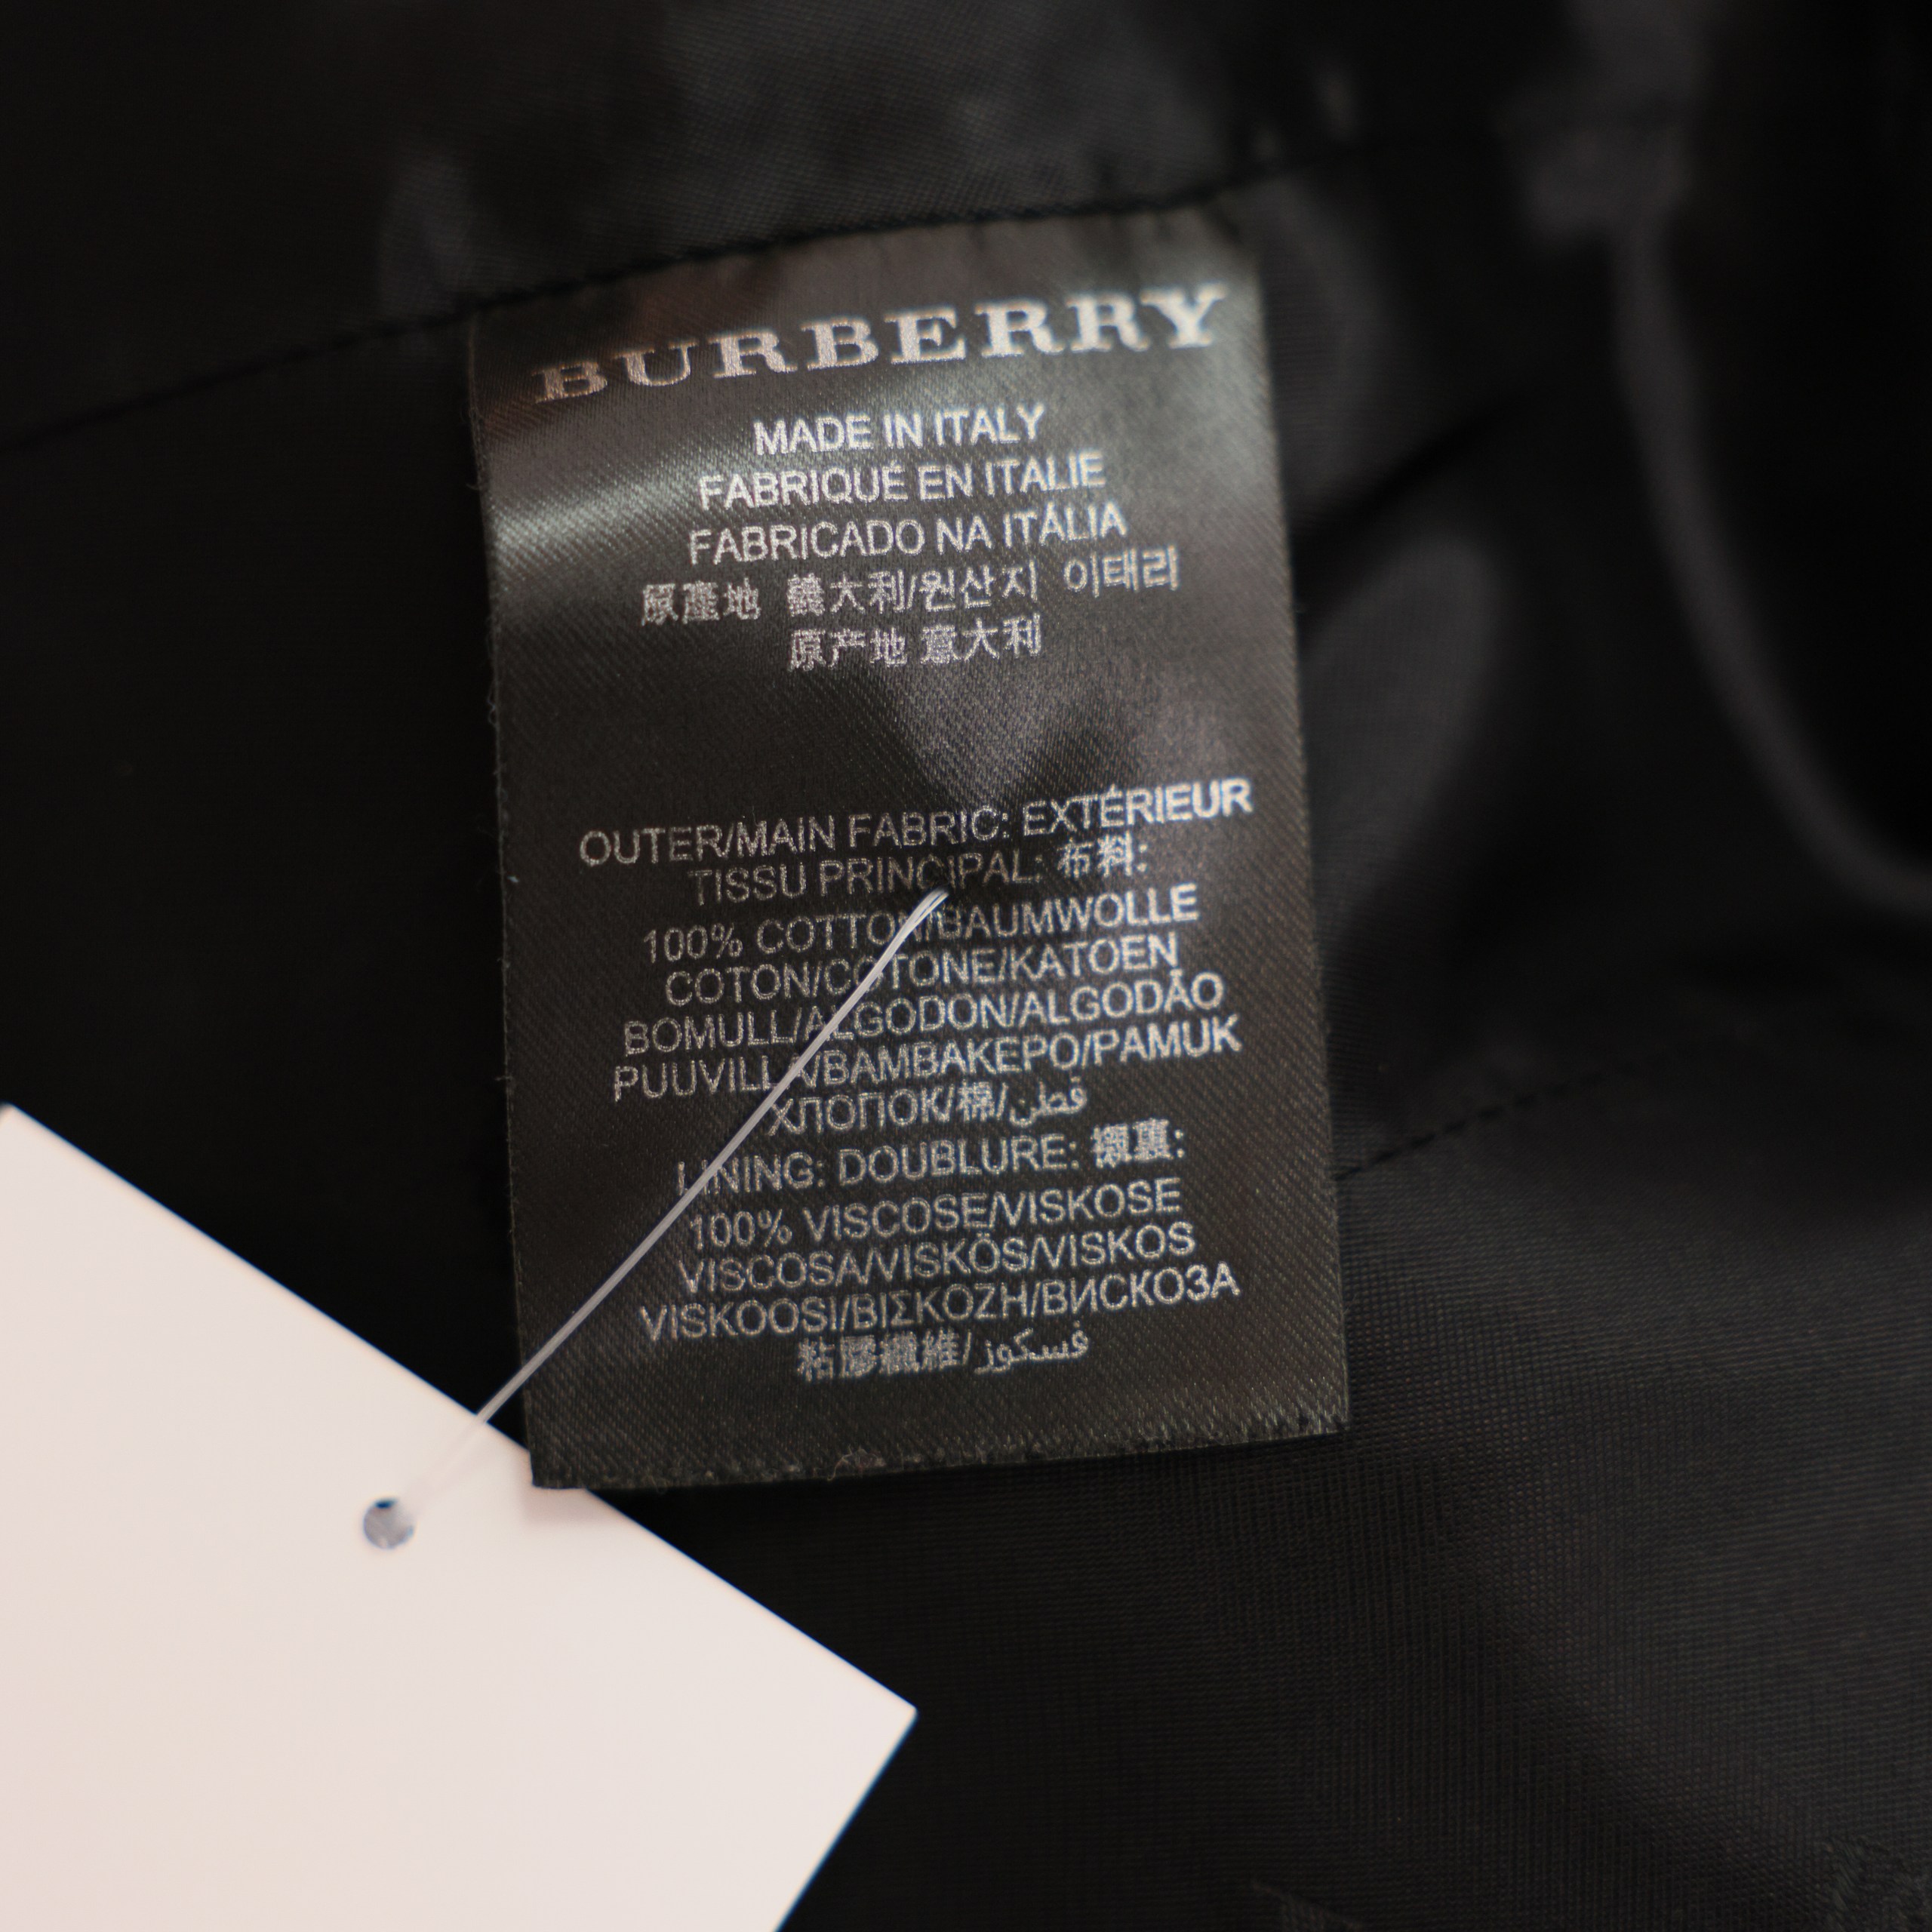 BURBERRY
MADE IN ITALY
FABRIQUÉ EN ITALIE
FABRICADO NA ITÁLIA
原產地 義大利/원산지 이태리
原产地 意大利
OUTER/MAIN FABRIC: EXTÉRIEUR
TISSU PRINCIPAL: 布料:
100% COTTON/BAUMWOLLE
COTON/COTONE/KATOEN
BOMULL/ALGODON/ALGODÃO
PUUVILLA/BAMBAKEPO/PAMUK
ХЛОПОК/棉/قطن
LINING: DOUBLURE: 裏:
100% VISCOSE/VISKOSE
VISCOSA/VISKÖS/VISKOS
VISKOOSI/ΒΙΣΚΟΖΗ/ВИСКОЗА
粘膠纖維/فسكوز